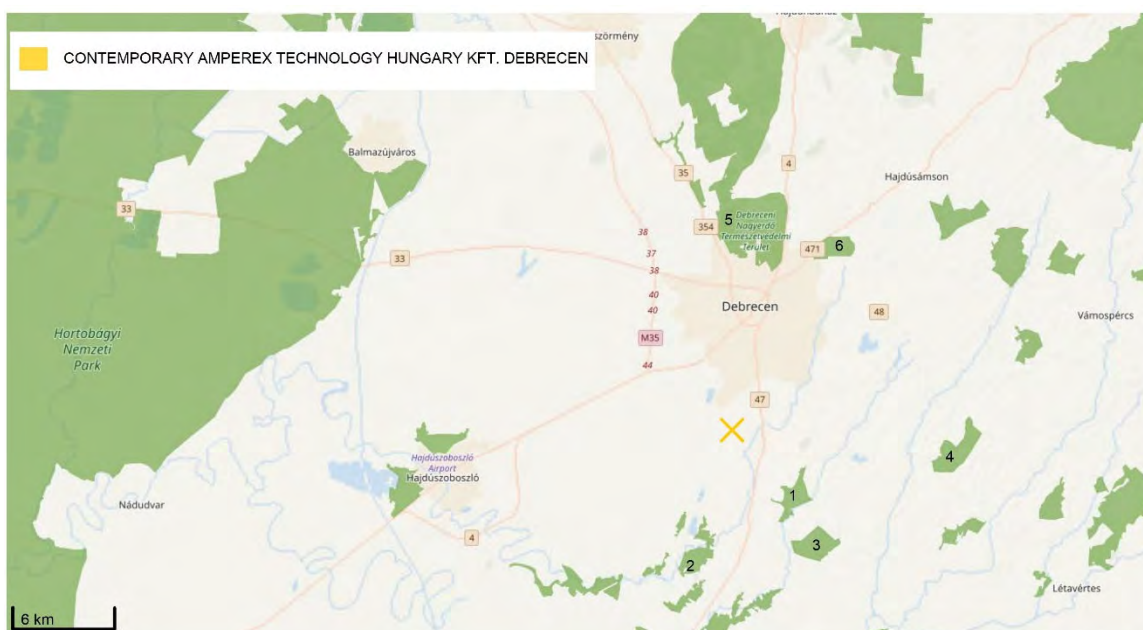 CONTEMPORARY AMPEREX TECHNOLOGY HUNGARY KFT. DEBRECEN
szörmény
Balmazújváros
35
4
Hajdúsámson
33
5
354
Debreceni
Nagyerdő
Természetvédelmi
Terület
471
6
38
37
33
38
40
40
Debrecen
48
Vámospércs
Hortobágyi
Nemzeti
Park
M35
44
47
4
Hajdúszoboszló
Airport
Hajdúszoboszló
1
Nádudvar
4
3
2
Létavértes
6 km